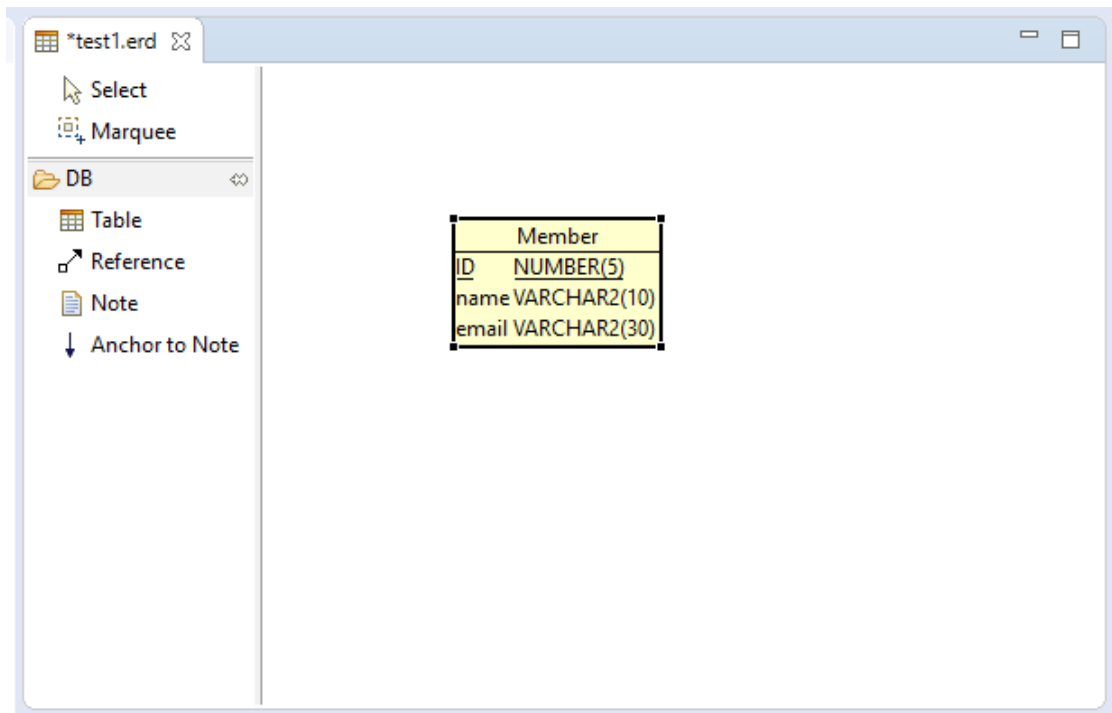 *test1.erd
Select
Marquee
DB
Table
Reference
Note
Anchor to Note
Member
ID NUMBER(5)
name VARCHAR2(10)
email VARCHAR2(30)